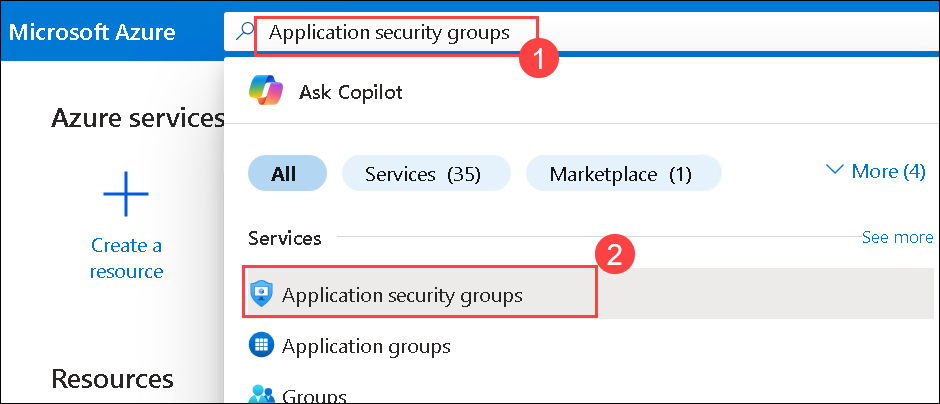 Microsoft Azure
Application security groups
1
Ask Copilot
Azure services
All
Services (35)
Marketplace (1)
More (4)
Create a
resource
Services
See more
2
Application security groups
Application groups
Resources
Groups